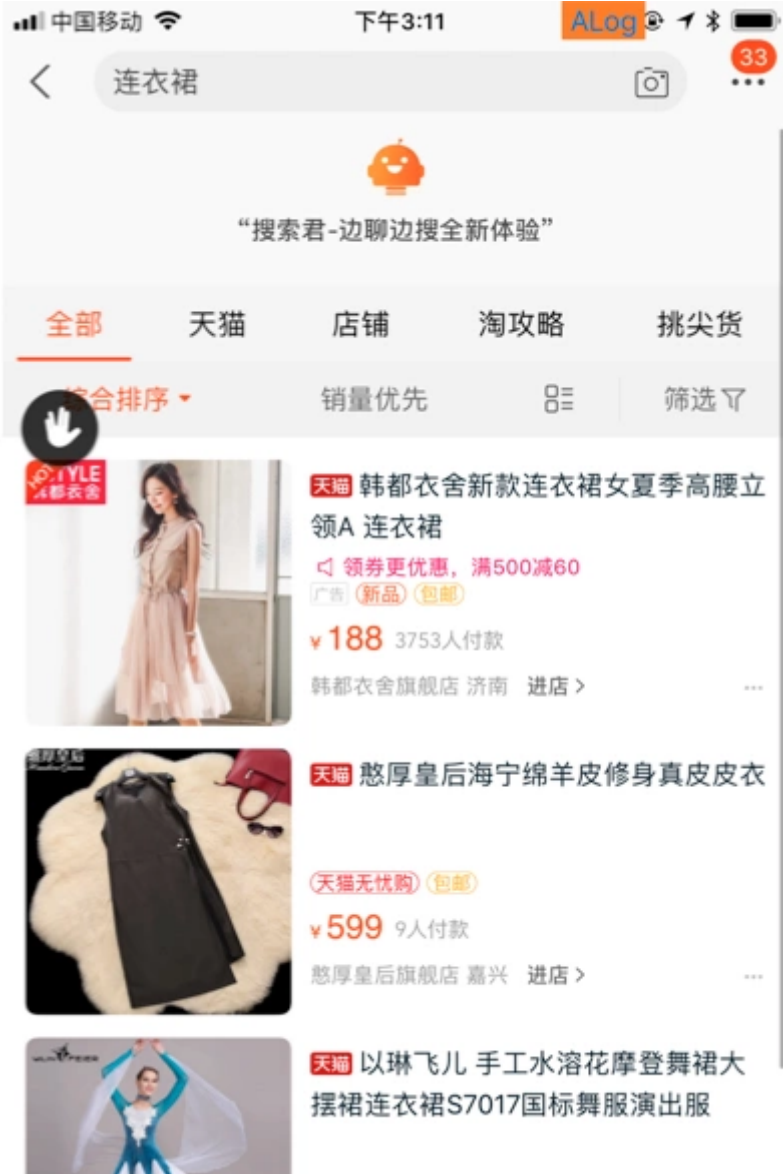 中国移动 下午3:11 ALog
33
连衣裙
“搜索君-边聊边搜全新体验”
全部 天猫 店铺 淘攻略 挑尖货
综合排序 销量优先 筛选
HOT STYLE
韩都衣舍
天猫 韩都衣舍新款连衣裙女夏季高腰立
领A 连衣裙
领券更优惠，满500减60
广告 新品 包邮
¥188 3753人付款
韩都衣舍旗舰店 济南 进店 >
天猫 憨厚皇后海宁绵羊皮修身真皮皮衣
天猫无忧购 包邮
¥599 9人付款
憨厚皇后旗舰店 嘉兴 进店 >
天猫 以琳飞儿 手工水溶花摩登舞裙大
摆裙连衣裙S7017国标舞服演出服